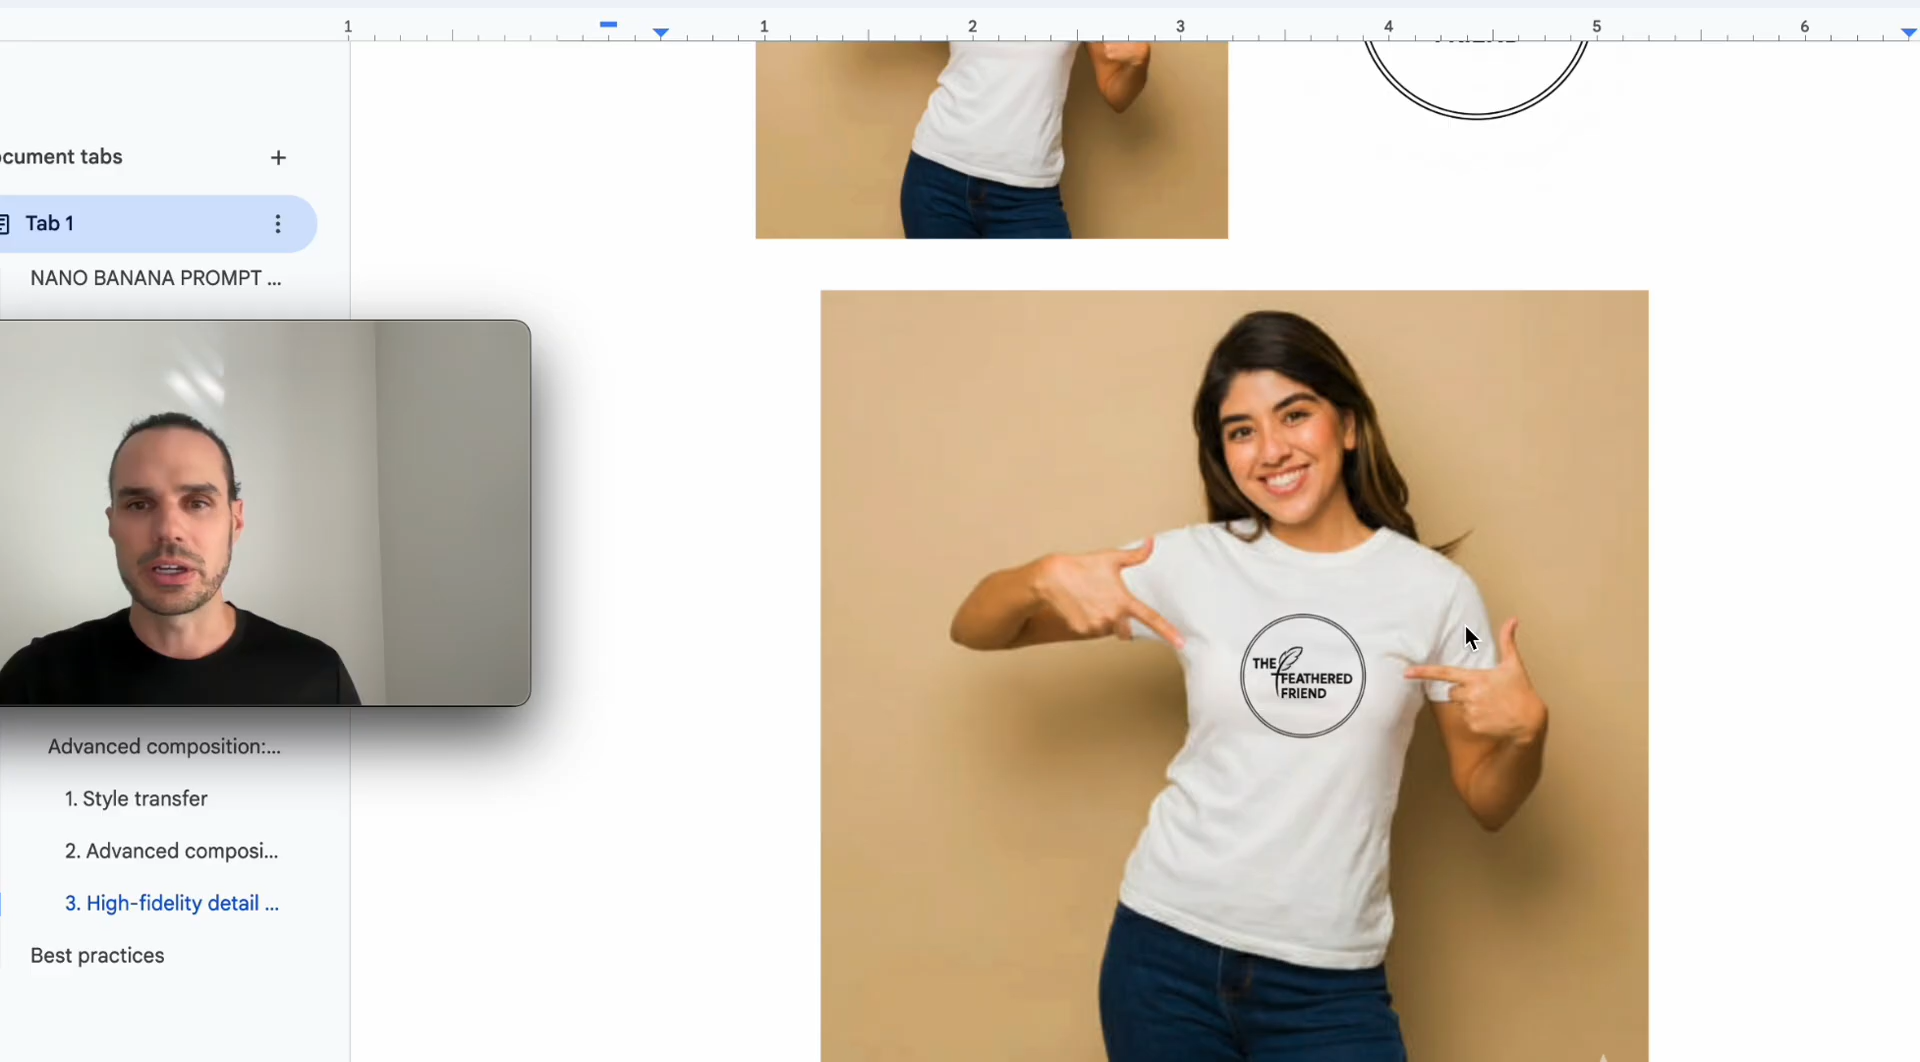 1 1 2 3 4 5 6
ocument tabs
Tab 1
NANO BANANA PROMPT ...
Advanced composition:...
1. Style transfer
2. Advanced composi...
3. High-fidelity detail ...
Best practices
THE
FEATHERED
FRIEND